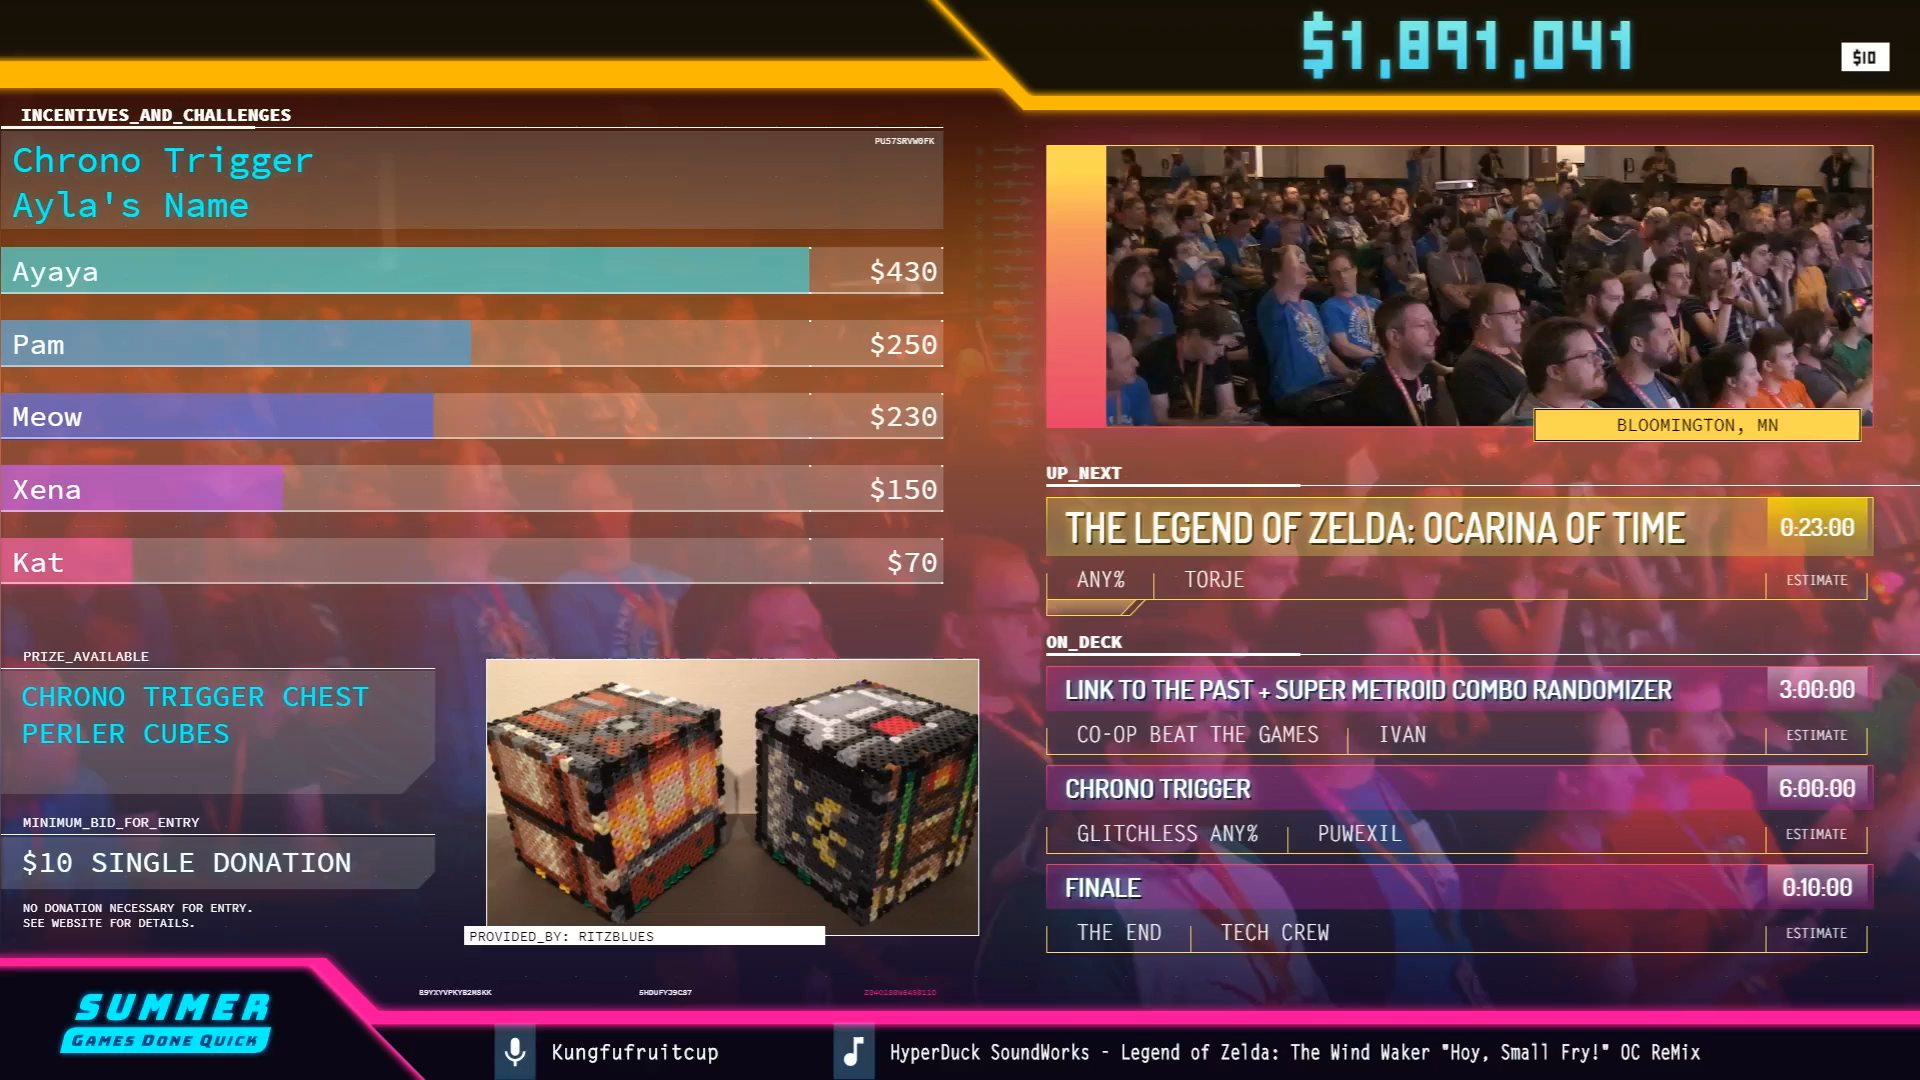 $1,891,041
$10
INCENTIVES_AND_CHALLENGES
PU57SRVW0FK
Chrono Trigger
Ayla's Name
Ayaya $430
Pam $250
Meow $230
Xena $150
Kat $70
PRIZE_AVAILABLE
CHRONO TRIGGER CHEST
PERLER CUBES
MINIMUM_BID_FOR_ENTRY
$10 SINGLE DONATION
NO DONATION NECESSARY FOR ENTRY.
SEE WEBSITE FOR DETAILS.
PROVIDED_BY: RITZBLUES
BLOOMINGTON, MN
UP_NEXT
THE LEGEND OF ZELDA: OCARINA OF TIME 0:23:00
ANY% TORJE ESTIMATE
ON_DECK
LINK TO THE PAST + SUPER METROID COMBO RANDOMIZER 3:00:00
CO-OP BEAT THE GAMES IVAN ESTIMATE
CHRONO TRIGGER 6:00:00
GLITCHLESS ANY% PUWEXIL ESTIMATE
FINALE 0:10:00
THE END TECH CREW ESTIMATE
SUMMER
GAMES DONE QUICK
Kungfufruitcup
HyperDuck SoundWorks - Legend of Zelda: The Wind Waker "Hoy, Small Fry!" OC ReMix